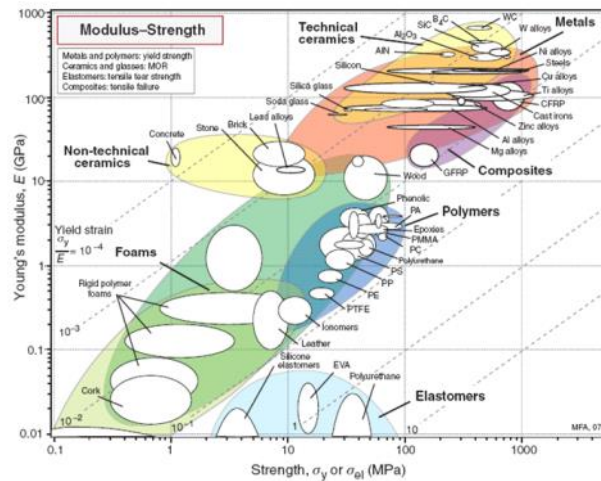 Modulus–Strength
Metals and polymers: yield strength
Ceramics and glasses: MOR
Elastomers: tensile tear strength
Composites: tensile failure
Technical
ceramics
Al₂O₃
SiC
B₄C
WC
Metals
W alloys
AlN
Ni alloys
Silicon
Steels
Cu alloys
Silica glass
Ti alloys
Soda glass
CFRP
Lead alloys
Cast irons
Brick
Zinc alloys
Stone
Concrete
Al alloys
Mg alloys
Non-technical
ceramics
Composites
GFRP
Wood
Phenolic
PA
Polymers
Epoxies
PMMA
PC
Polyurethane
PS
PP
PE
PTFE
Ionomers
Yield strain
σy/E = 10⁻⁴
Foams
Rigid polymer
foams
10⁻³
Leather
Silicone
elastomers
EVA
Polyurethane
Cork
Elastomers
10⁻²
10⁻¹
1
10
MFA, 07
1000
100
10
1
0.1
0.01
Young's modulus, E (GPa)
0.1
1
10
100
1000
Strength, σy or σel (MPa)